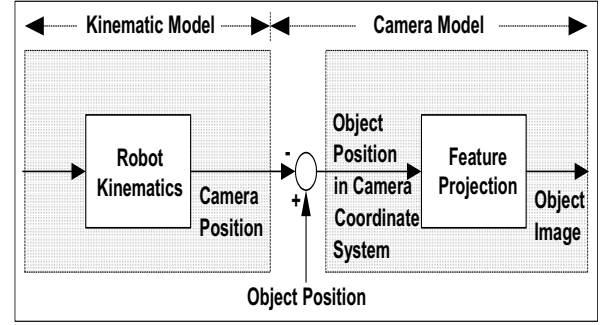 Kinematic Model
Camera Model
Robot
Kinematics
Camera
Position
-
+
Object Position
Object
Position
in Camera
Coordinate
System
Feature
Projection
Object
Image